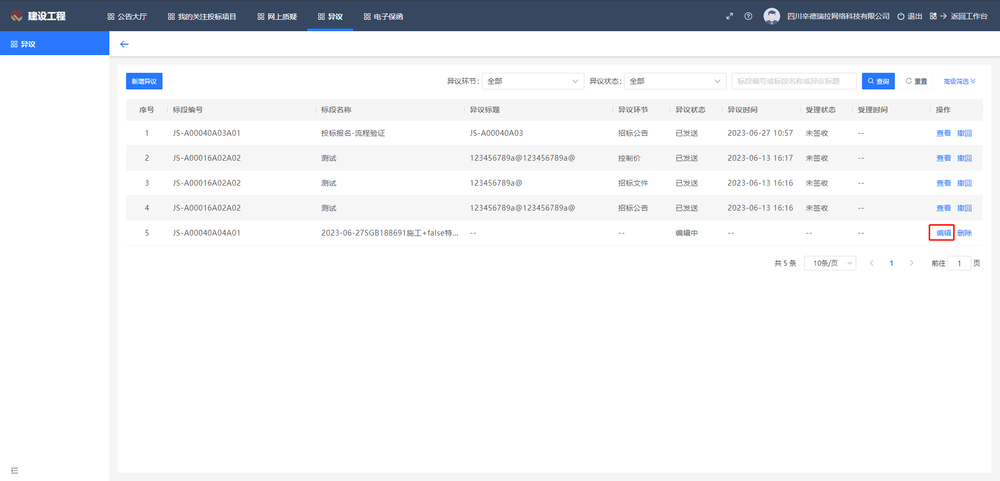 建设工程 公告大厅 我的关注投标项目 网上质疑 异议 电子保函 四川辛德瑞拉网络科技有限公司 退出 返回工作台
异议
新增异议 异议环节： 全部 异议状态： 全部 标段编号或标段名称或异议标题 查询 重置 高级筛选
序号 标段编号 标段名称 异议标题 异议环节 异议状态 异议时间 受理状态 受理时间 操作
1 JS-A00040A03A01 投标报名-流程验证 JS-A00040A03 招标公告 已发送 2023-06-27 10:57 未签收 -- 查看 撤回
2 JS-A00016A02A02 测试 123456789a@123456789a@ 控制价 已发送 2023-06-13 16:17 未签收 -- 查看 撤回
3 JS-A00016A02A02 测试 123456789a@ 招标文件 已发送 2023-06-13 16:16 未签收 -- 查看 撤回
4 JS-A00016A02A02 测试 123456789a@123456789a@ 招标公告 已发送 2023-06-13 16:16 未签收 -- 查看 撤回
5 JS-A00040A04A01 2023-06-27SGB188691施工+false特... -- -- 编辑中 -- -- -- 编辑 删除
共 5 条 10条/页 1 前往 1 页